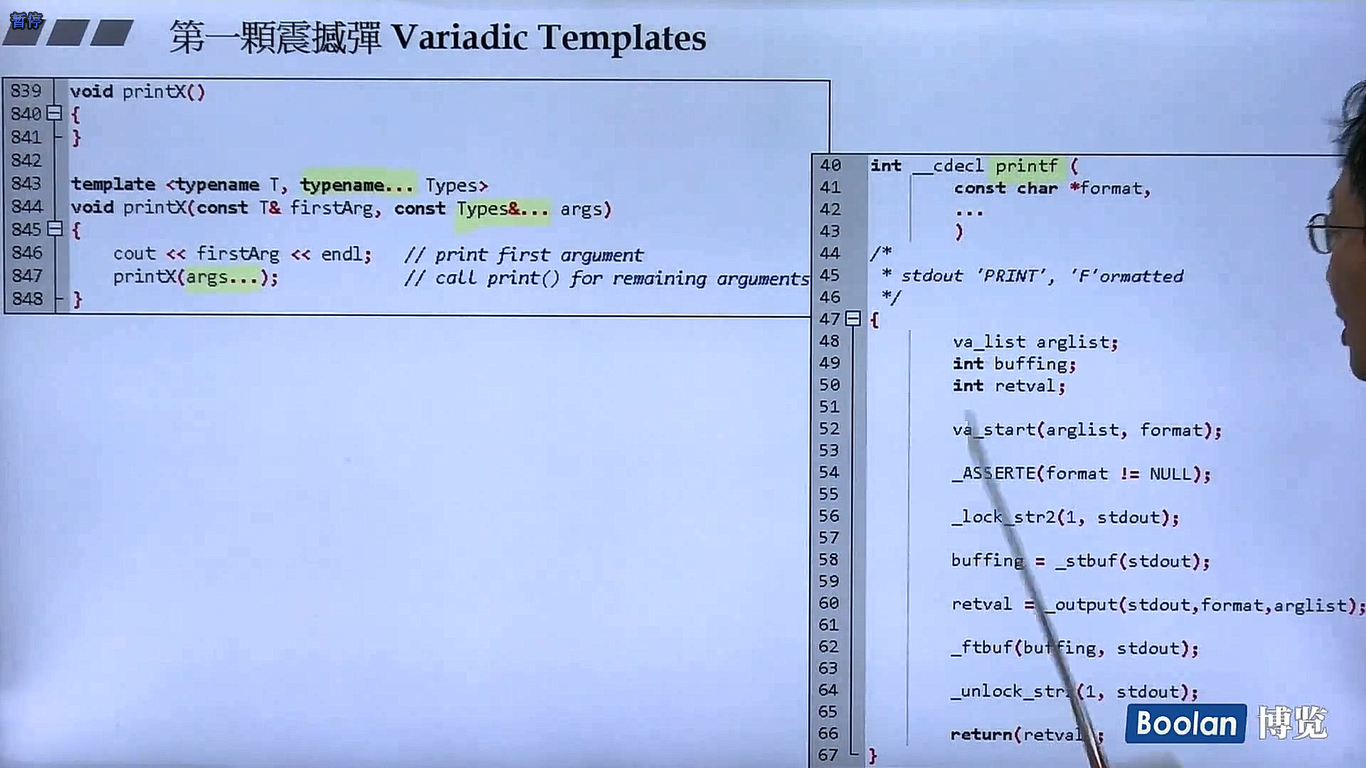 暫停
第一顆震撼彈 Variadic Templates
839 void printX()
840 {
841 }
842
843 template <typename T, typename... Types>
844 void printX(const T& firstArg, const Types&... args)
845 {
846 cout << firstArg << endl; // print first argument
847 printX(args...); // call print() for remaining arguments
848 }
40 int __cdecl printf (
41 const char *format,
42 ...
43 )
44 /*
45 * stdout 'PRINT', 'F'ormatted
46 */
47 {
48 va_list arglist;
49 int buffing;
50 int retval;
51
52 va_start(arglist, format);
53
54 _ASSERTE(format != NULL);
55
56 _lock_str2(1, stdout);
57
58 buffing = _stbuf(stdout);
59
60 retval = _output(stdout,format,arglist);
61
62 _ftbuf(buffing, stdout);
63
64 _unlock_str2(1, stdout);
65
66 return(retval);
67 }
Boolan 博览